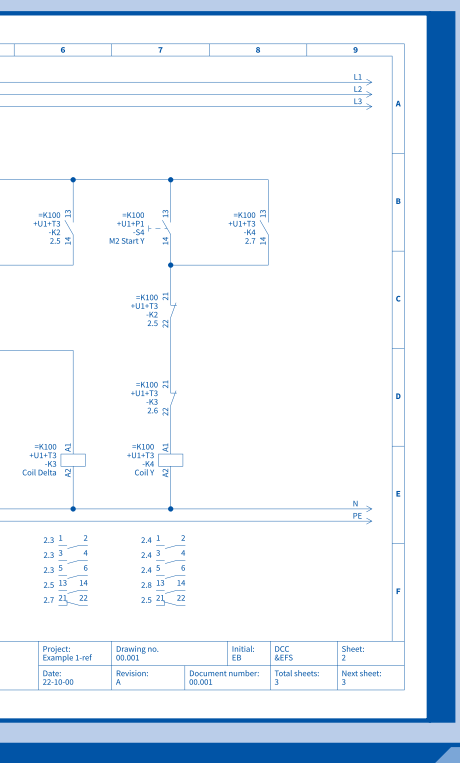 6 7 8 9
L1
L2
L3
A
B
=K100
+U1+T3
-K2
2.5
13
14
=K100
+U1+P1
-S4
M2 Start Y
13
14
=K100
+U1+T3
-K4
2.7
13
14
C
=K100
+U1+T3
-K2
2.5
21
22
D
=K100
+U1+T3
-K3
2.6
21
22
=K100
+U1+T3
-K3
Coil Delta
A1
A2
=K100
+U1+T3
-K4
Coil Y
A1
A2
E
N
PE
2.3 1 2
2.3 3 4
2.3 5 6
2.5 13 14
2.7 21 22
2.4 1 2
2.4 3 4
2.4 5 6
2.8 13 14
2.5 21 22
F
Project:
Example 1-ref
Drawing no.
00.001
Initial:
EB
DCC
&EFS
Sheet:
2
Date:
22-10-00
Revision:
A
Document number:
00.001
Total sheets:
3
Next sheet:
3